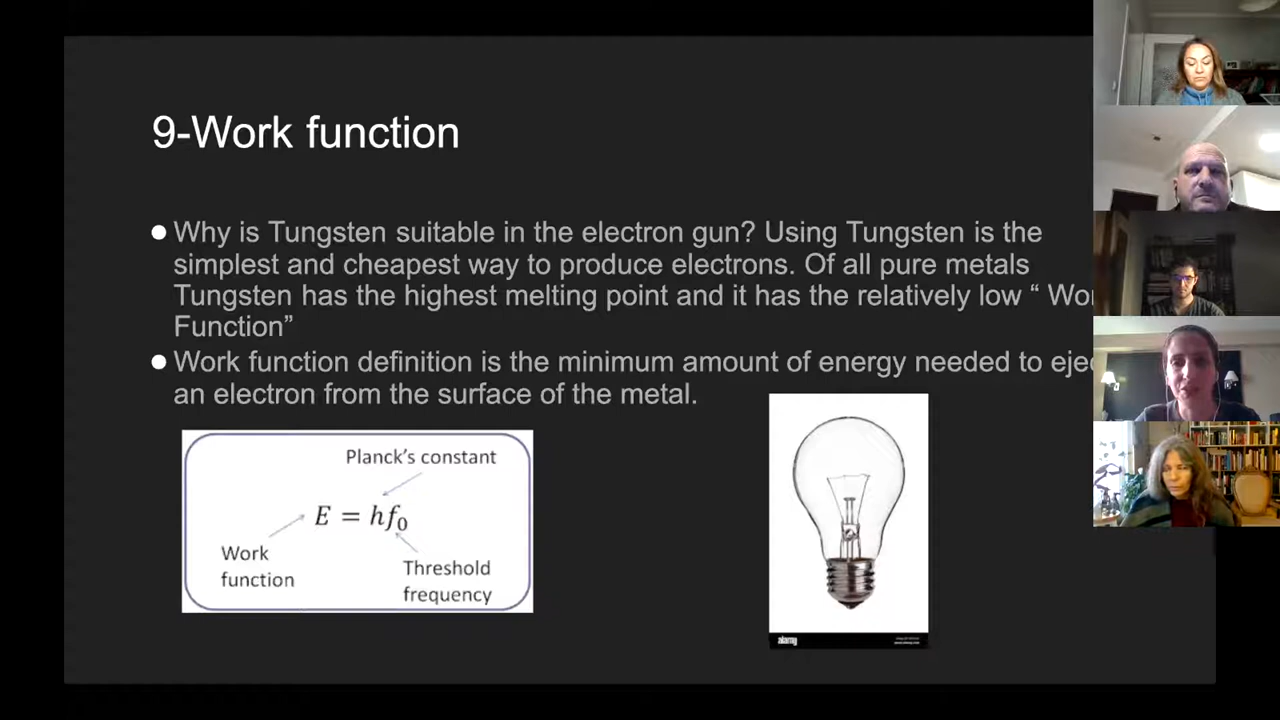 9-Work function
Why is Tungsten suitable in the electron gun? Using Tungsten is the
simplest and cheapest way to produce electrons. Of all pure metals
Tungsten has the highest melting point and it has the relatively low “
Function”
Work function definition is the minimum amount of energy needed to
an electron from the surface of the metal.
Planck's constant
E = hf₀
Work
function
Threshold
frequency
alamy